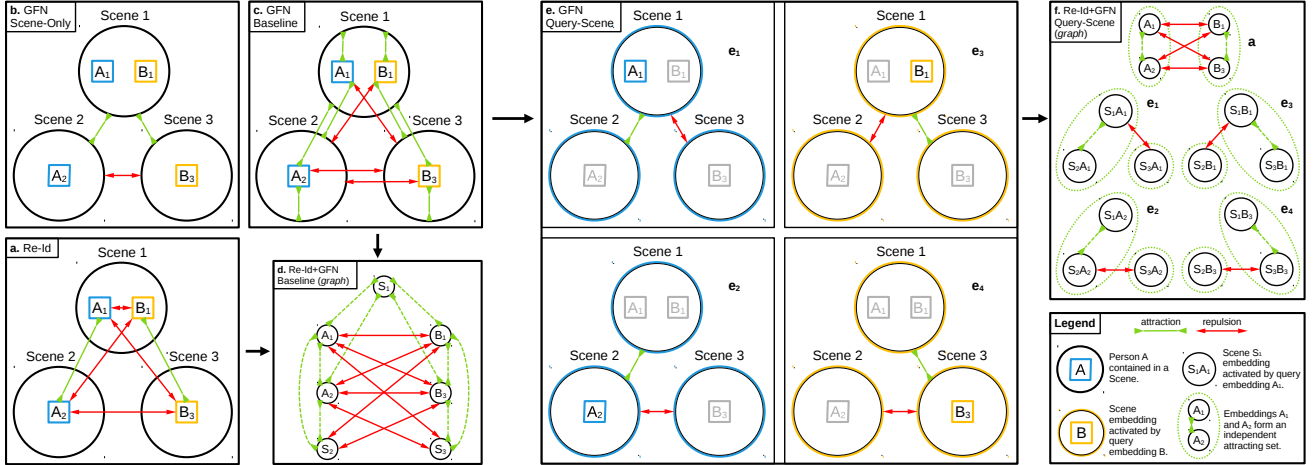 b. GFN
Scene-Only
Scene 1
A1
B1
Scene 2
Scene 3
A2
B3
c. GFN
Baseline
Scene 1
A1
B1
Scene 2
Scene 3
A2
B3
a. Re-Id
Scene 1
A1
B1
Scene 2
Scene 3
A2
B3
d. Re-Id+GFN
Baseline (graph)
S1
A1
B1
A2
B3
S2
S3
e. GFN
Query-Scene
Scene 1
e1
A1
B1
Scene 2
Scene 3
A2
B3
Scene 1
e3
A1
B1
Scene 2
Scene 3
A2
B3
Scene 1
e2
A1
B1
Scene 2
Scene 3
A2
B3
Scene 1
e4
A1
B1
Scene 2
Scene 3
A2
B3
f. Re-Id+GFN
Query-Scene
(graph)
A1
B1
a
A2
B3
e1
S1A1
S2A1
S3A1
e3
S1B1
S2B1
S3B1
e2
S1A2
S2A2
S3A2
e4
S1B3
S2B3
S3B3
Legend
attraction
repulsion
A
Person A
contained in a
Scene.
S1A1
Scene S1
embedding
activated by query
embedding A1.
B
Scene
embedding
activated by
query
embedding B.
A1
A2
Embeddings A1
and A2 form an
independent
attracting set.